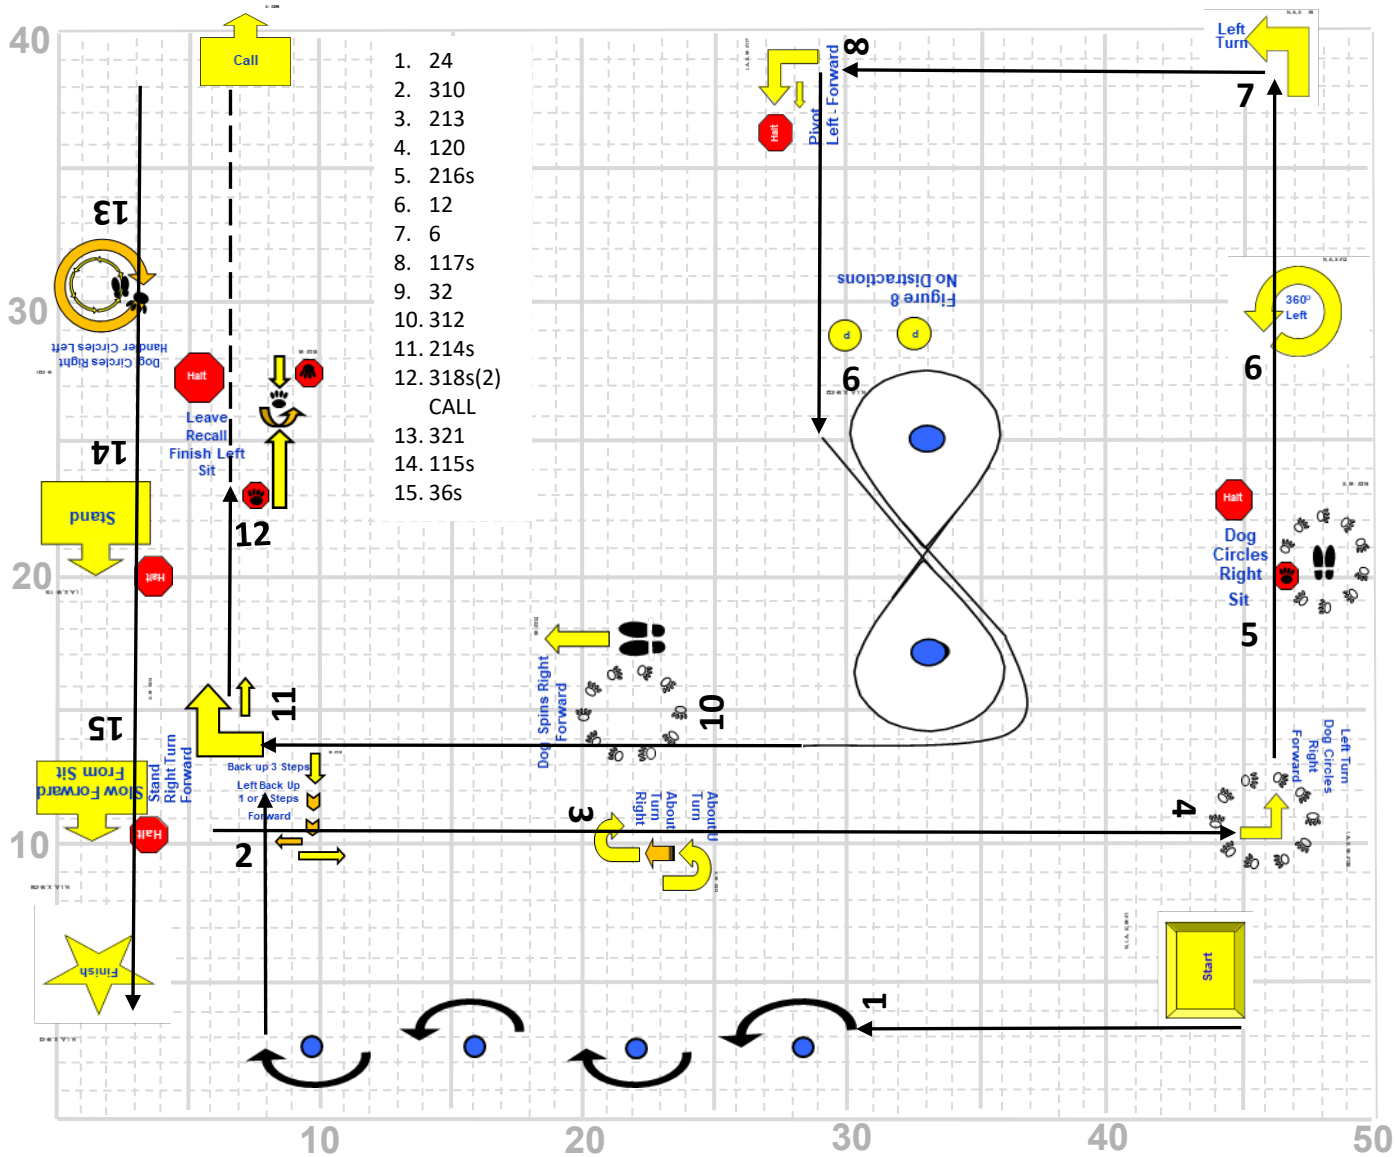 40
30
20
10
10
20
30
40
50
Call
1. 24
2. 310
3. 213
4. 120
5. 216s
6. 12
7. 6
8. 117s
9. 32
10. 312
11. 214s
12. 318s(2)
CALL
13. 321
14. 115s
15. 36s
8
Halt
Pivot
Left - Forward
Left
Turn
7
13
Dog Circles Right
Handler Circles Left
Halt
Leave
Recall
Finish Left
Sit
12
No Distractions
Figure 8
P
P
9
360º
Left
6
14
Stand
Halt
Halt
Dog
Circles
Right
Sit
5
15
Slow Forward
From Sit
Halt
Stand
Right Turn
Forward
11
Back up 3 Steps
Left Back Up
1 or 2 Steps
Forward
2
Dog Spins Right
Forward
10
3
About U
Turn
About
Turn
Right
4
Left Turn
Dog Circles
Right
Forward
Start
1
Finish